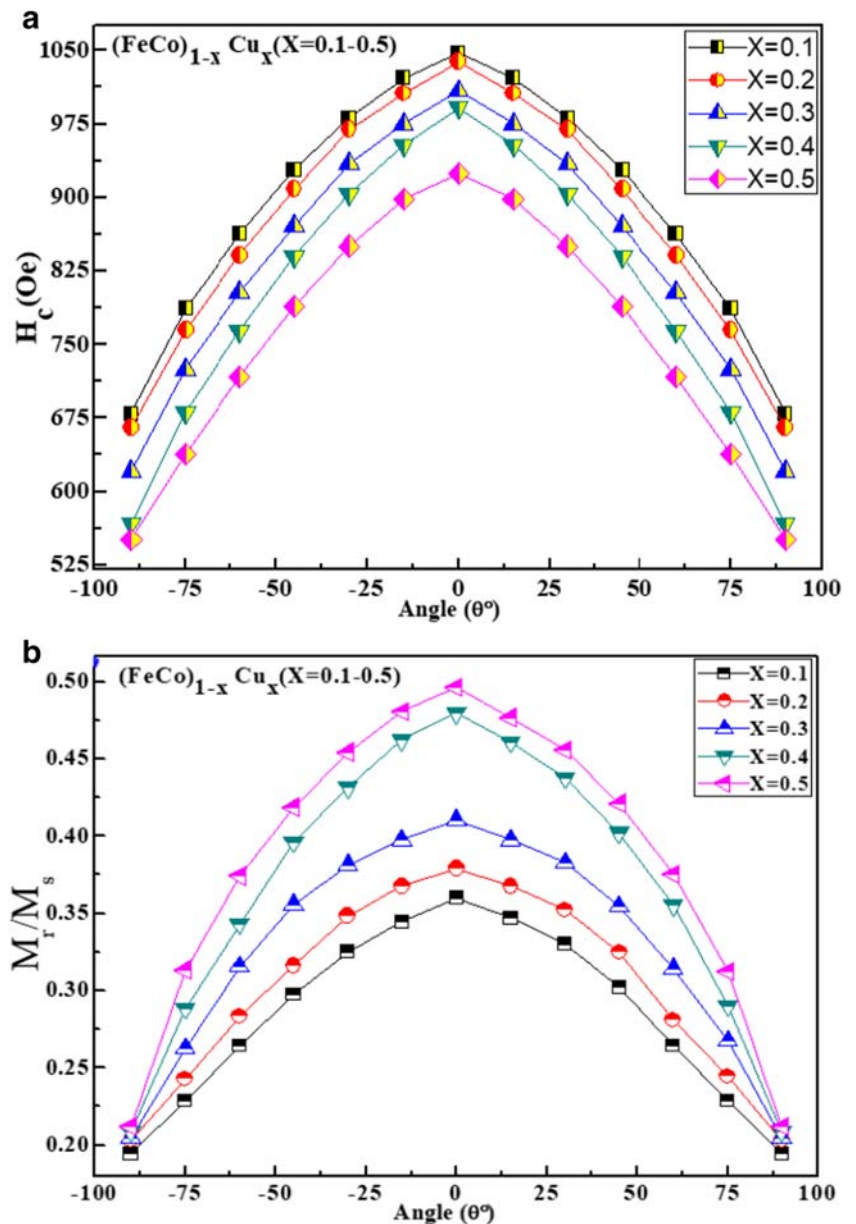 a
(FeCo)1-x Cux(X=0.1-0.5)
X=0.1
X=0.2
X=0.3
X=0.4
X=0.5
1050
975
900
825
750
675
600
525
Hc(Oe)
-100 -75 -50 -25 0 25 50 75 100
Angle (θº)
b
(FeCo)1-x Cux(X=0.1-0.5)
X=0.1
X=0.2
X=0.3
X=0.4
X=0.5
0.50
0.45
0.40
0.35
0.30
0.25
0.20
Mr/Ms
-100 -75 -50 -25 0 25 50 75 100
Angle (θº)